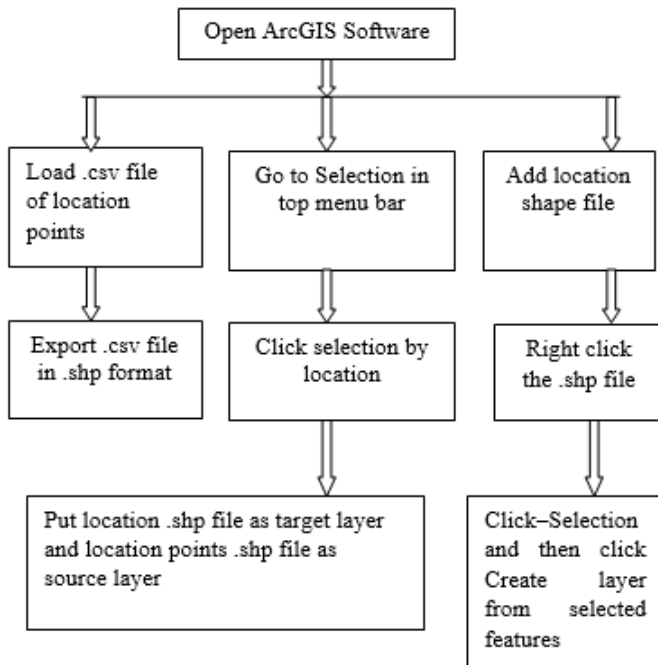 Open ArcGIS Software
Load .csv file
of location
points
Go to Selection in
top menu bar
Add location
shape file
Export .csv file
in .shp format
Click selection by
location
Right click
the .shp file
Put location .shp file as target layer
and location points .shp file as
source layer
Click–Selection
and then click
Create layer
from selected
features